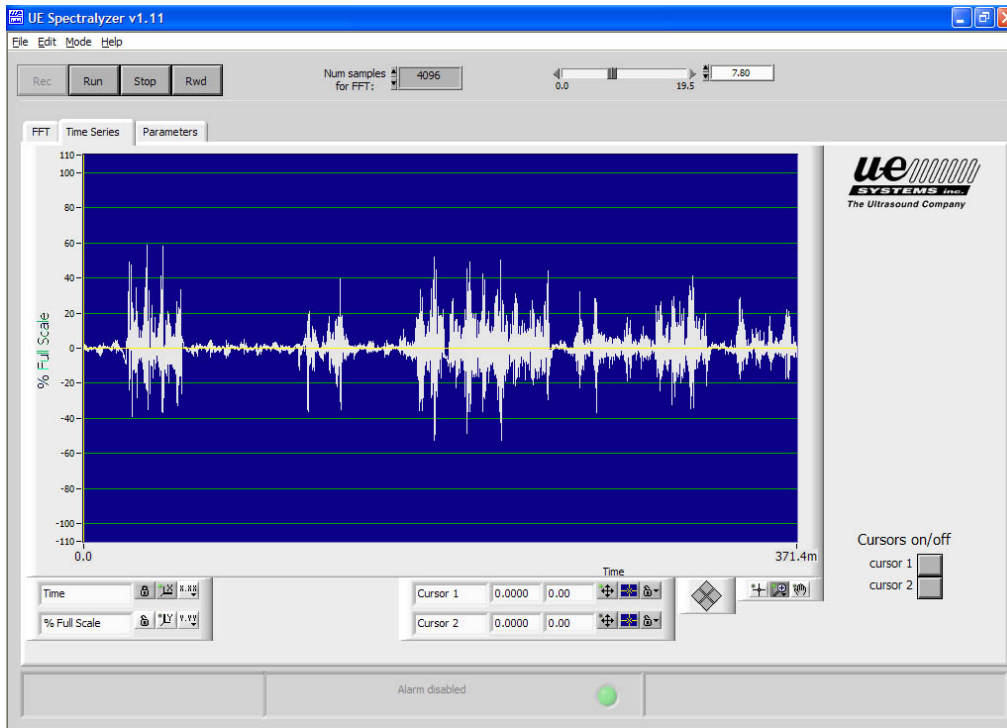 UE Spectralyzer v1.11
File Edit Mode Help
Rec Run Stop Rwd
Num samples for FFT:
4096
0.0 19.5
7.80
FFT Time Series Parameters
110
100
80
60
40
20
0
-20
-40
-60
-80
-100
-110
% Full Scale
0.0 371.4m
Time
ue
SYSTEMS inc.
The Ultrasound Company
Cursors on/off
cursor 1
cursor 2
Time X X.XX
% Full Scale Y Y.YY
Cursor 1 0.0000 0.00
Cursor 2 0.0000 0.00
Alarm disabled